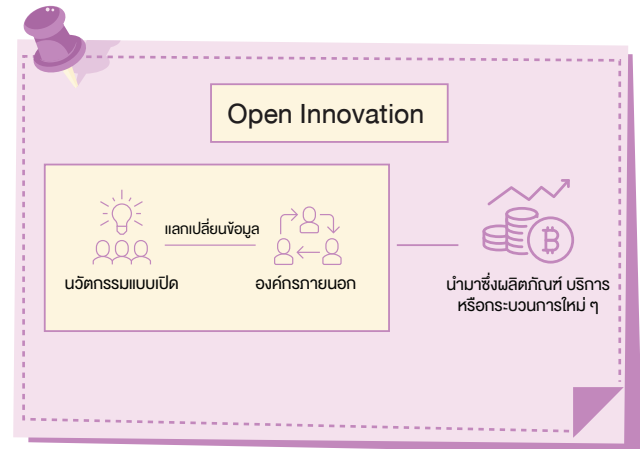 Open Innovation
แลกเปลี่ยนข้อมูล
นวัตกรรมแบบเปิด
องค์กรภายนอก
นำมาซึ่งผลิตภัณฑ์ บริการ
หรือกระบวนการใหม่ ๆ